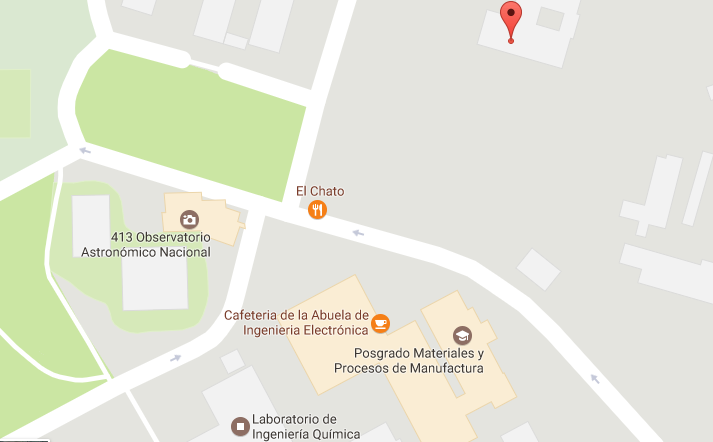 El Chato
413 Observatorio
Astronómico Nacional
Cafeteria de la Abuela de
Ingenieria Electrónica
Posgrado Materiales y
Procesos de Manufactura
Laboratorio de
Ingeniería Química